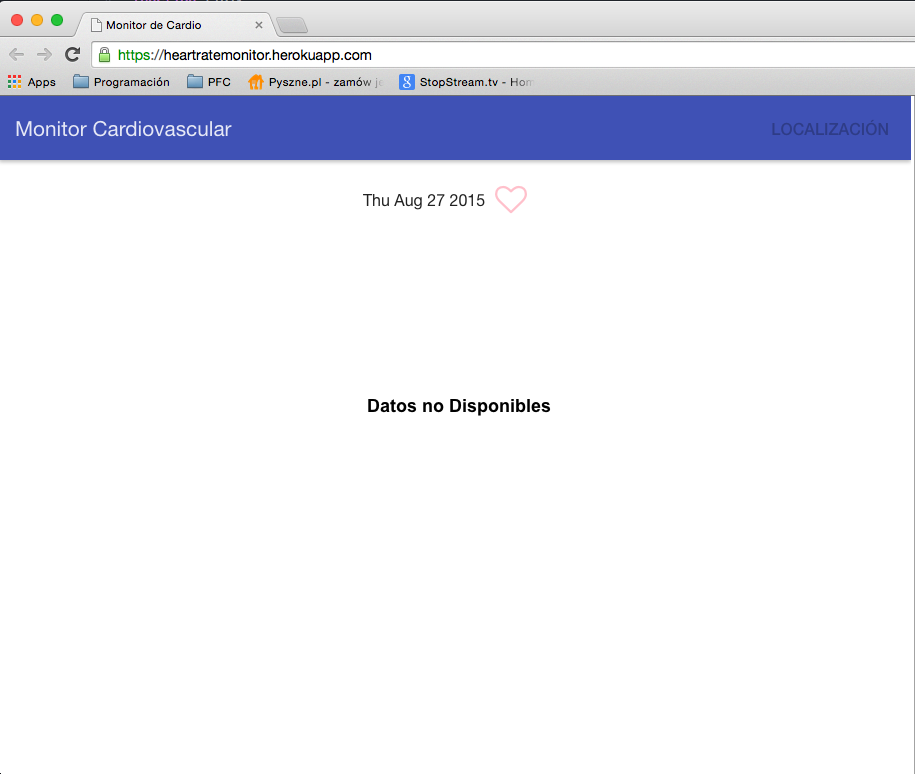 Monitor de Cardio
https://heartratemonitor.herokuapp.com
Apps Programación PFC Pyszne.pl - zamów StopStream.tv - Hom
Monitor Cardiovascular LOCALIZACIÓN
Thu Aug 27 2015
Datos no Disponibles